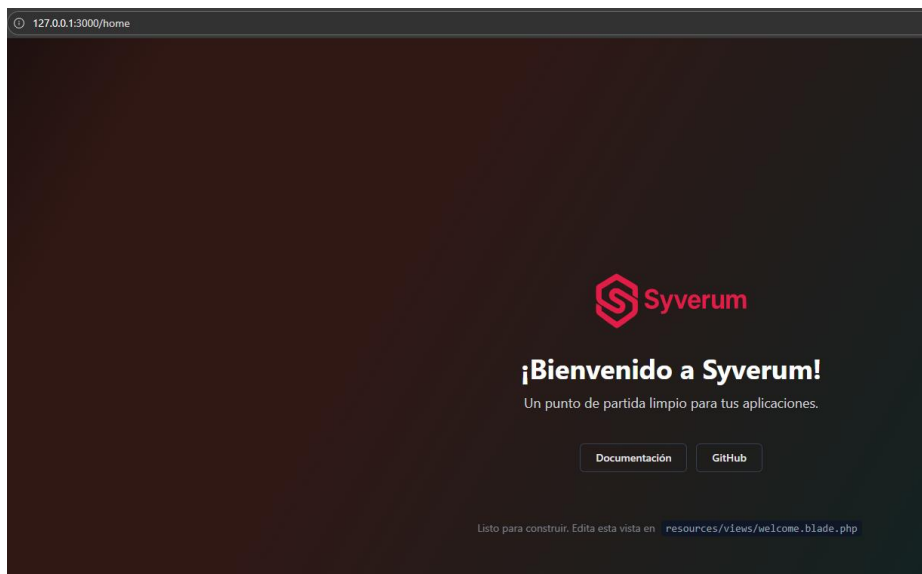 127.0.0.1:3000/home
Syverum
¡Bienvenido a Syverum!
Un punto de partida limpio para tus aplicaciones.
Documentación GitHub
Listo para construir. Edita esta vista en resources/views/welcome.blade.php